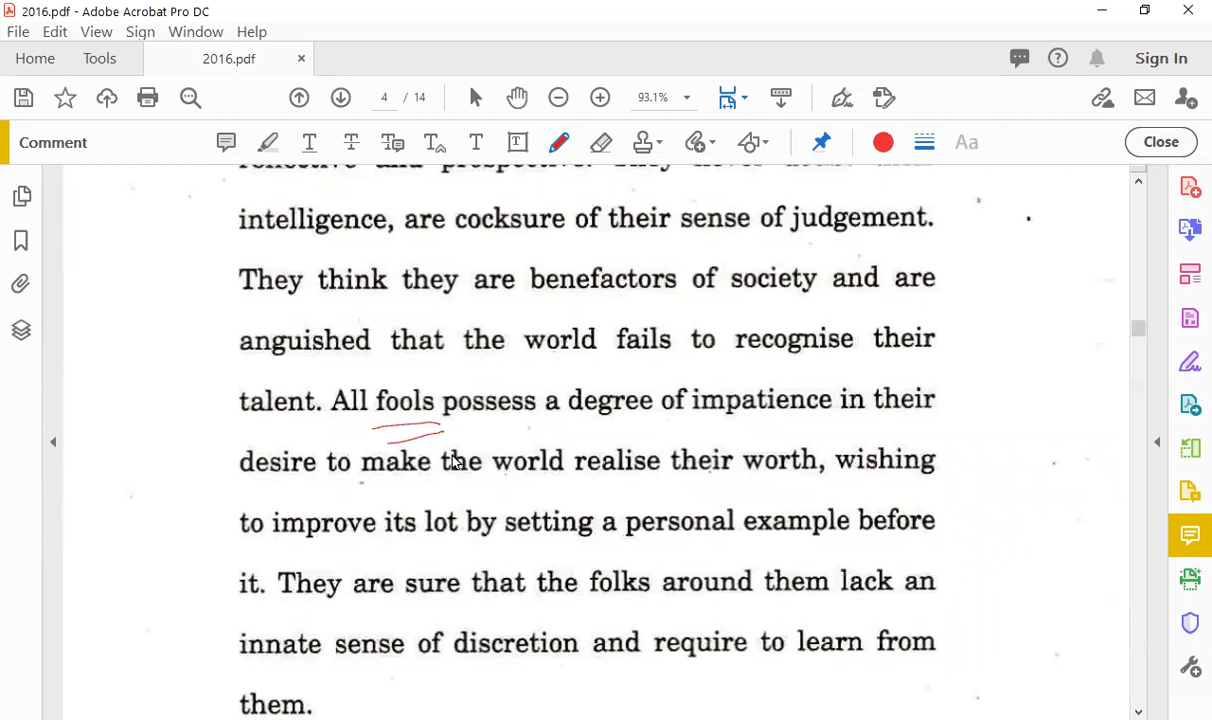 2016.pdf - Adobe Acrobat Pro DC
File Edit View Sign Window Help
Home Tools 2016.pdf × Sign In
4 / 14 93.1%
Comment Aa Close
intelligence, are cocksure of their sense of judgement.
They think they are benefactors of society and are
anguished that the world fails to recognise their
talent. All fools possess a degree of impatience in their
desire to make the world realise their worth, wishing
to improve its lot by setting a personal example before
it. They are sure that the folks around them lack an
innate sense of discretion and require to learn from
them.